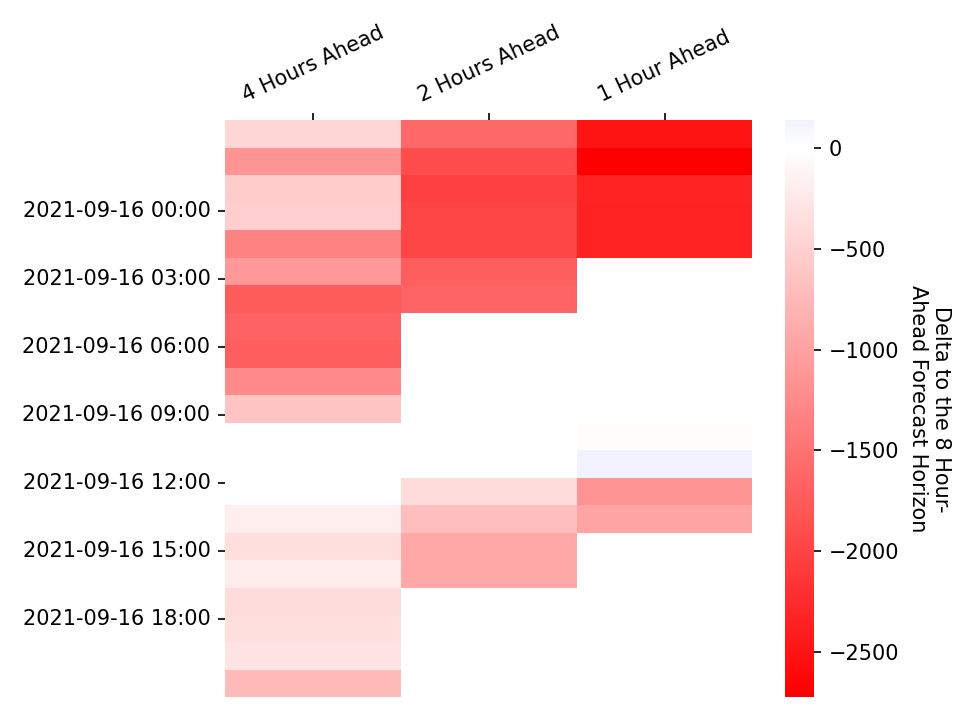 4 Hours Ahead
2 Hours Ahead
1 Hour Ahead
2021-09-16 00:00
2021-09-16 03:00
2021-09-16 06:00
2021-09-16 09:00
2021-09-16 12:00
2021-09-16 15:00
2021-09-16 18:00
0
−500
−1000
−1500
−2000
−2500
Delta to the 8 Hour-
Ahead Forecast Horizon